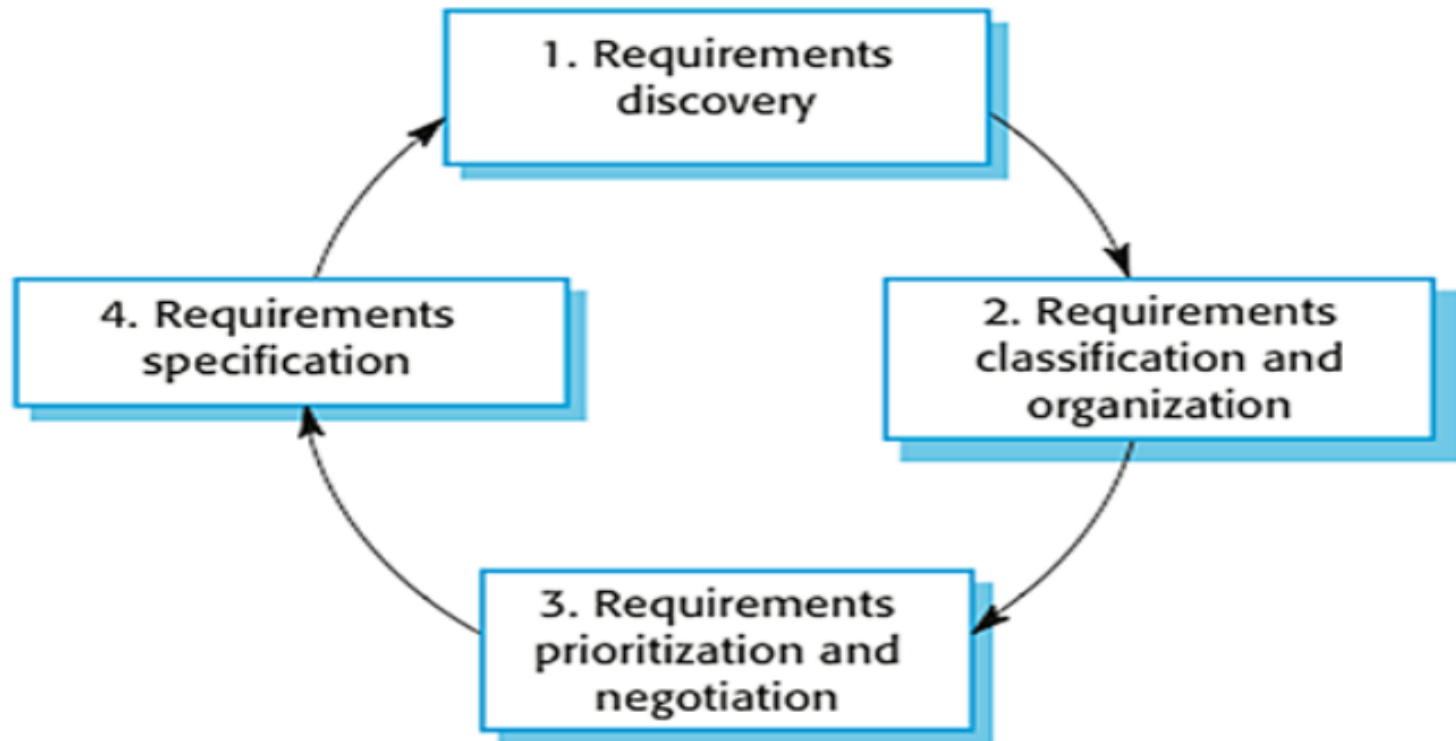 1. Requirements
discovery
2. Requirements
classification and
organization
3. Requirements
prioritization and
negotiation
4. Requirements
specification